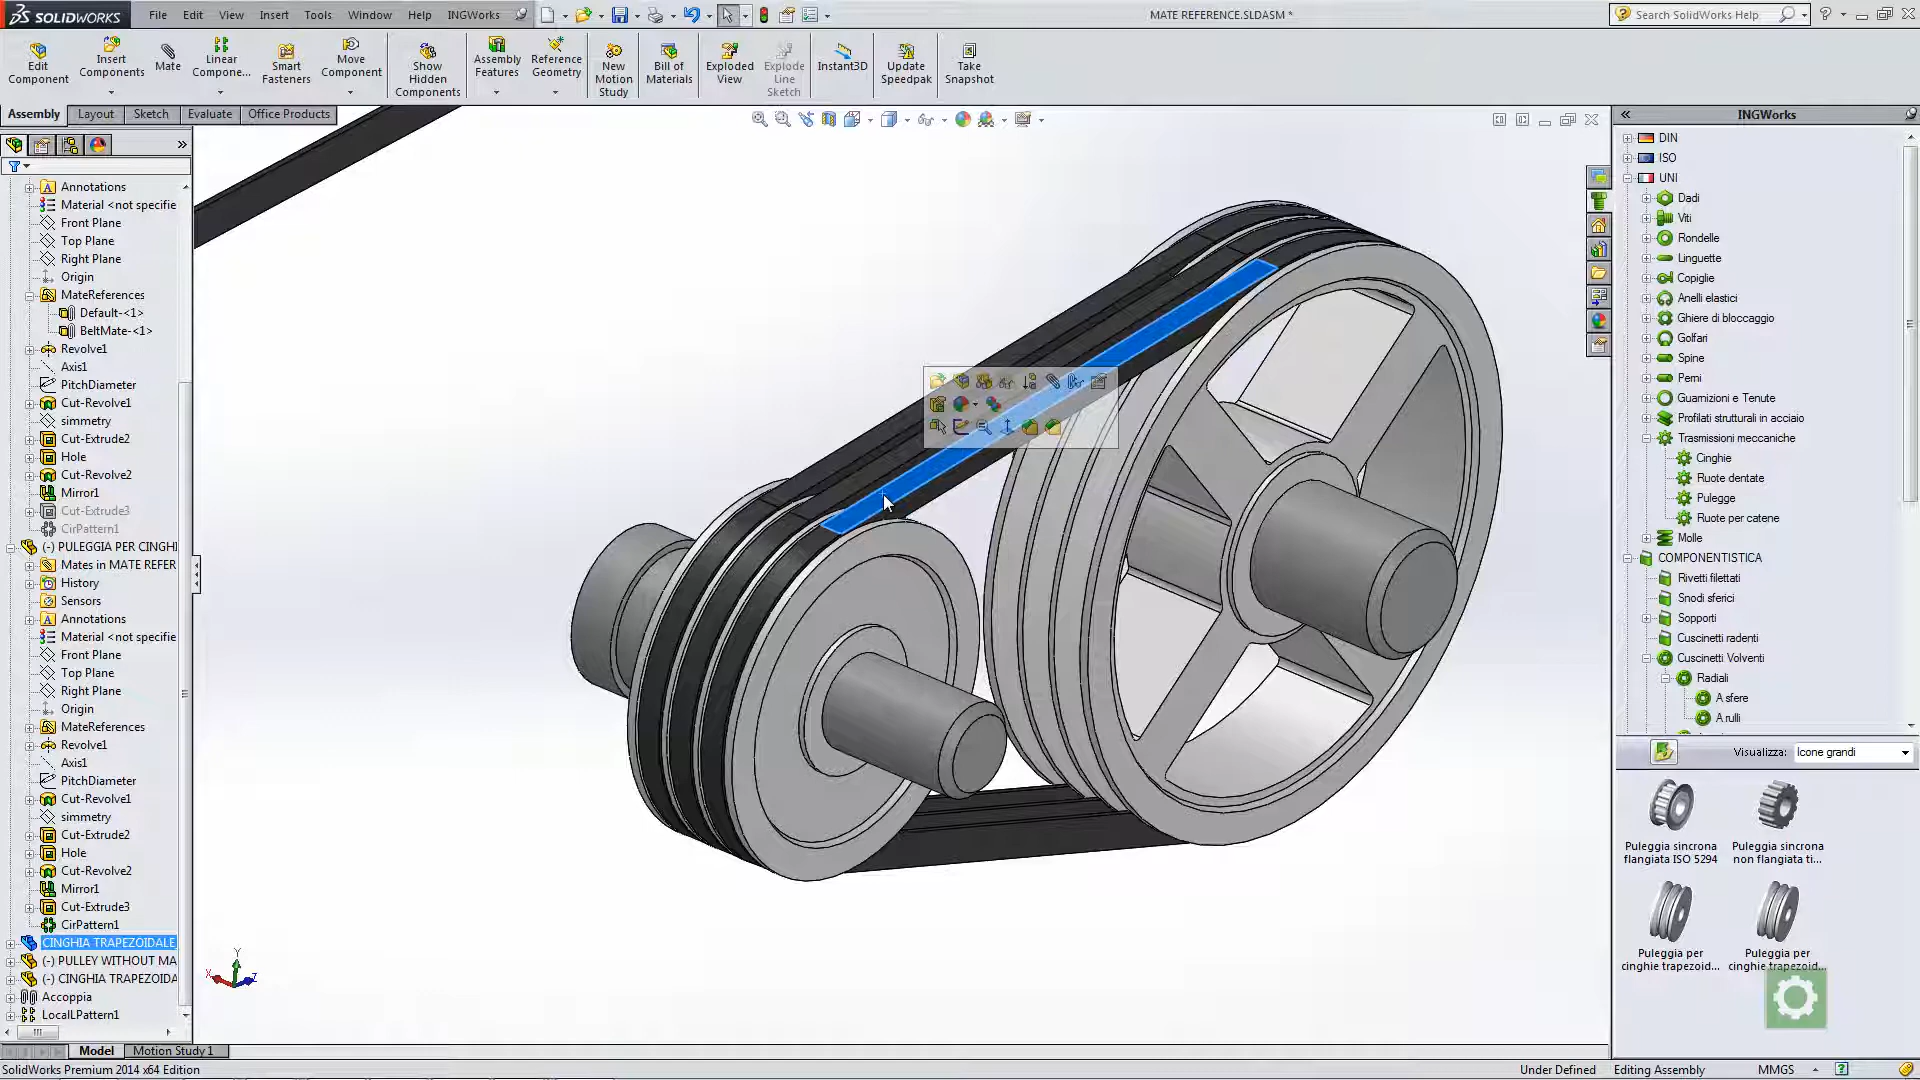 SOLIDWORKS
File Edit View Insert Tools Window Help INGWorks
MATE REFERENCE.SLDASM *
Search SolidWorks Help
Edit Component
Insert Components
Mate
Linear Compone...
Smart Fasteners
Move Component
Show Hidden Components
Assembly Features
Reference Geometry
New Motion Study
Bill of Materials
Exploded View
Explode Line Sketch
Instant3D
Update Speedpak
Take Snapshot
Assembly Layout Sketch Evaluate Office Products
Annotations
Material <not specifie
Front Plane
Top Plane
Right Plane
Origin
MateReferences
Default-<1>
BeltMate-<1>
Revolve1
Axis1
PitchDiameter
Cut-Revolve1
simmetry
Cut-Extrude2
Hole
Cut-Revolve2
Mirror1
Cut-Extrude3
CirPattern1
(-) PULEGGIA PER CINGHI
Mates in MATE REFER
History
Sensors
Annotations
Material <not specifie
Front Plane
Top Plane
Right Plane
Origin
MateReferences
Revolve1
Axis1
PitchDiameter
Cut-Revolve1
simmetry
Cut-Extrude2
Hole
Cut-Revolve2
Mirror1
Cut-Extrude3
CirPattern1
CINGHIA TRAPEZOIDALE
(-) PULLEY WITHOUT MA
(-) CINGHIA TRAPEZOIDA
Accoppia
LocalLPattern1
Y
X
Z
INGWorks
DIN
ISO
UNI
Dadi
Viti
Rondelle
Linguette
Copiglie
Anelli elastici
Ghiere di bloccaggio
Golfari
Spine
Perni
Guarnizioni e Tenute
Profilati strutturali in acciaio
Trasmissioni meccaniche
Cinghie
Ruote dentate
Pulegge
Ruote per catene
Molle
COMPONENTISTICA
Rivetti filettati
Snodi sferici
Sopporti
Cuscinetti radenti
Cuscinetti Volventi
Radiali
A sfere
A rulli
Visualizza: Icone grandi
Puleggia sincrona flangiata ISO 5294
Puleggia sincrona non flangiata ti...
Puleggia per cinghie trapezoid...
Puleggia per cinghie trapezoid...
Model Motion Study 1
SolidWorks Premium 2014 x64 Edition
Under Defined Editing Assembly MMGS